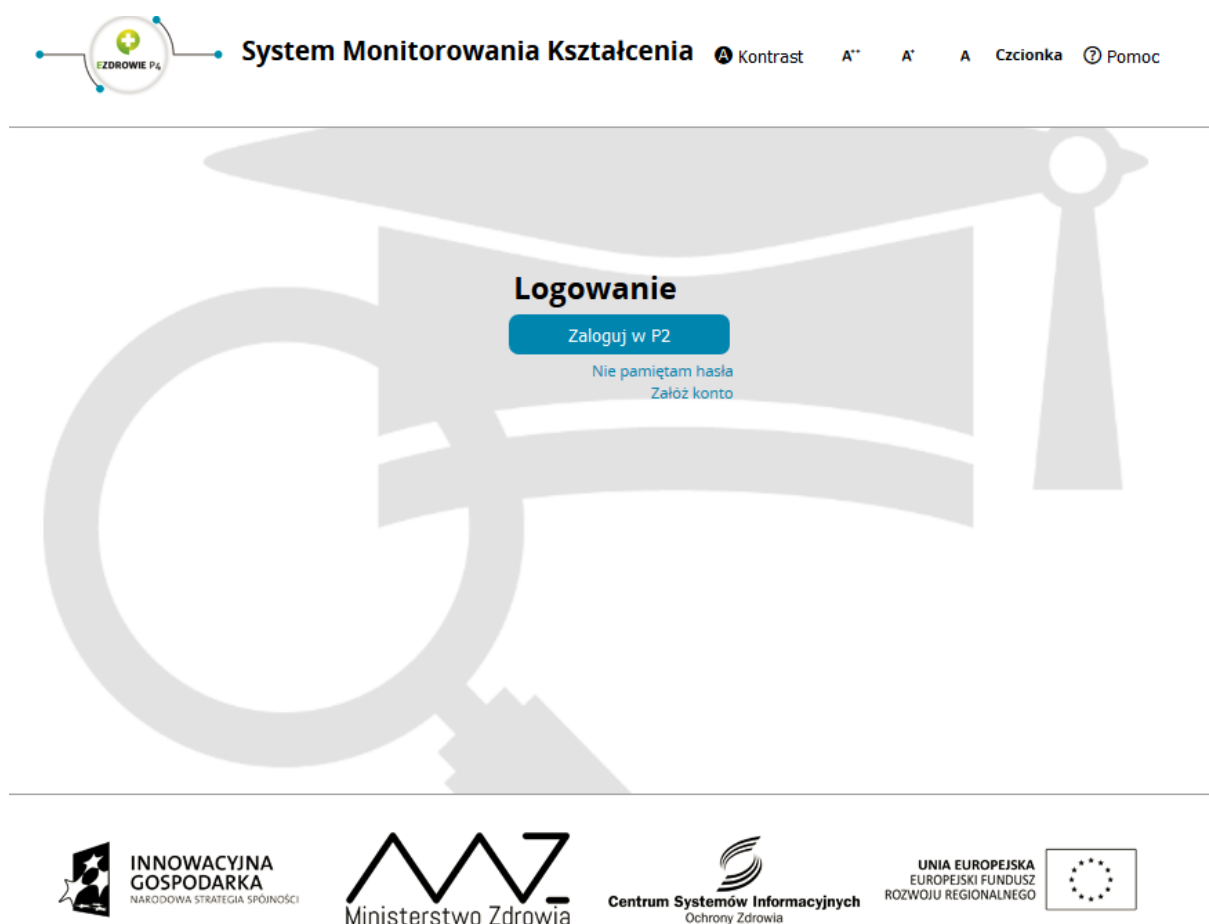 EZDROWIE P4
System Monitorowania Kształcenia
A Kontrast A++ A+ A Czcionka ? Pomoc
Logowanie
Zaloguj w P2
Nie pamiętam hasła
Załóż konto
INNOWACYJNA
GOSPODARKA
NARODOWA STRATEGIA SPÓJNOŚCI
Ministerstwo Zdrowia
Centrum Systemów Informacyjnych
Ochrony Zdrowia
UNIA EUROPEJSKA
EUROPEJSKI FUNDUSZ
ROZWOJU REGIONALNEGO